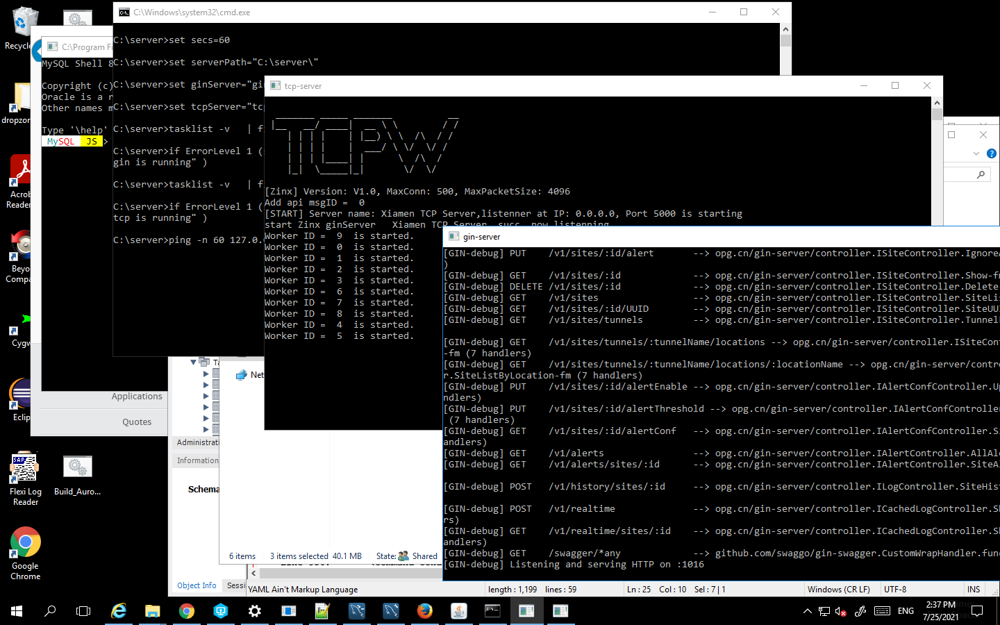 C:\Windows\system32\cmd.exe
C:\server>set secs=60
C:\server>set serverPath="C:\server\"
C:\server>set ginServer="gin
C:\server>set tcpServer="tcp
C:\server>tasklist -v   | f
C:\server>if ErrorLevel 1 (
gin is running" )
C:\server>tasklist -v   | f
C:\server>if ErrorLevel 1 (
tcp is running" )
C:\server>ping -n 60 127.0.
C:\Program Fi
MySQL Shell 8
Copyright (c)
Oracle is a r
Other names m
Type '\help'
MySQL JS >
tcp-server
TCPW
[Zinx] Version: V1.0, MaxConn: 500, MaxPacketSize: 4096
Add api msgID =  0
[START] Server name: Xiamen TCP Server,listenner at IP: 0.0.0.0, Port 5000 is starting
start Zinx ginServer   Xiamen TCP Server  succ, now listenning
Worker ID =  9  is started.
Worker ID =  0  is started.
Worker ID =  1  is started.
Worker ID =  2  is started.
Worker ID =  3  is started.
Worker ID =  6  is started.
Worker ID =  7  is started.
Worker ID =  8  is started.
Worker ID =  4  is started.
Worker ID =  5  is started.
gin-server
[GIN-debug] PUT    /v1/sites/:id/alert       --> opg.cn/gin-server/controller.ISiteController.IgnoreA
)
[GIN-debug] GET    /v1/sites/:id             --> opg.cn/gin-server/controller.ISiteController.Show-fm
[GIN-debug] DELETE /v1/sites/:id             --> opg.cn/gin-server/controller.ISiteController.Delete
[GIN-debug] GET    /v1/sites                 --> opg.cn/gin-server/controller.ISiteController.SiteLis
[GIN-debug] GET    /v1/sites/:id/UUID        --> opg.cn/gin-server/controller.ISiteController.SiteUUI
[GIN-debug] GET    /v1/sites/tunnels         --> opg.cn/gin-server/controller.ISiteController.Tunnel
[GIN-debug] GET    /v1/sites/tunnels/:tunnelName/locations --> opg.cn/gin-server/controller.ISiteCont
-fm (7 handlers)
[GIN-debug] GET    /v1/sites/tunnels/:tunnelName/locations/:locationName --> opg.cn/gin-server/contro
r.SiteListByLocation-fm (7 handlers)
[GIN-debug] PUT    /v1/sites/:id/alertEnable --> opg.cn/gin-server/controller.IAlertConfController.Up
ndlers)
[GIN-debug] PUT    /v1/sites/:id/alertThreshold --> opg.cn/gin-server/controller.IAlertConfController
(7 handlers)
[GIN-debug] GET    /v1/sites/:id/alertConf   --> opg.cn/gin-server/controller.IAlertConfController.Si
andlers)
[GIN-debug] GET    /v1/alerts                --> opg.cn/gin-server/controller.IAlertController.AllAle
[GIN-debug] GET    /v1/alerts/sites/:id      --> opg.cn/gin-server/controller.IAlertController.SiteAl
[GIN-debug] POST   /v1/history/sites/:id     --> opg.cn/gin-server/controller.ILogController.SiteHist
[GIN-debug] POST   /v1/realtime              --> opg.cn/gin-server/controller.ICachedLogController.Sh
rs)
[GIN-debug] GET    /v1/realtime/sites/:id    --> opg.cn/gin-server/controller.ICachedLogController.Sh
andlers)
[GIN-debug] GET    /swagger/*any             --> github.com/swaggo/gin-swagger.CustomWrapHandler.func
[GIN-debug] Listening and serving HTTP on :1016
Recycle
dropzon
Acrob
Reader
Beyo
Compa
Cygw
Eclip
SAP
Flexi Log
Reader
Build_Auro...
Google
Chrome
Applications
Quotes
Ta
Net
Administrati
Information
Schema
6 items   3 items selected  40.1 MB   State: Shared
Object Info   Sessi
YAML Ain't Markup Language   length : 1,199   lines : 59   Ln : 25   Col : 10   Sel : 7 | 1   Windows (CR LF)   UTF-8   INS
ENG
2:37 PM
7/25/2021